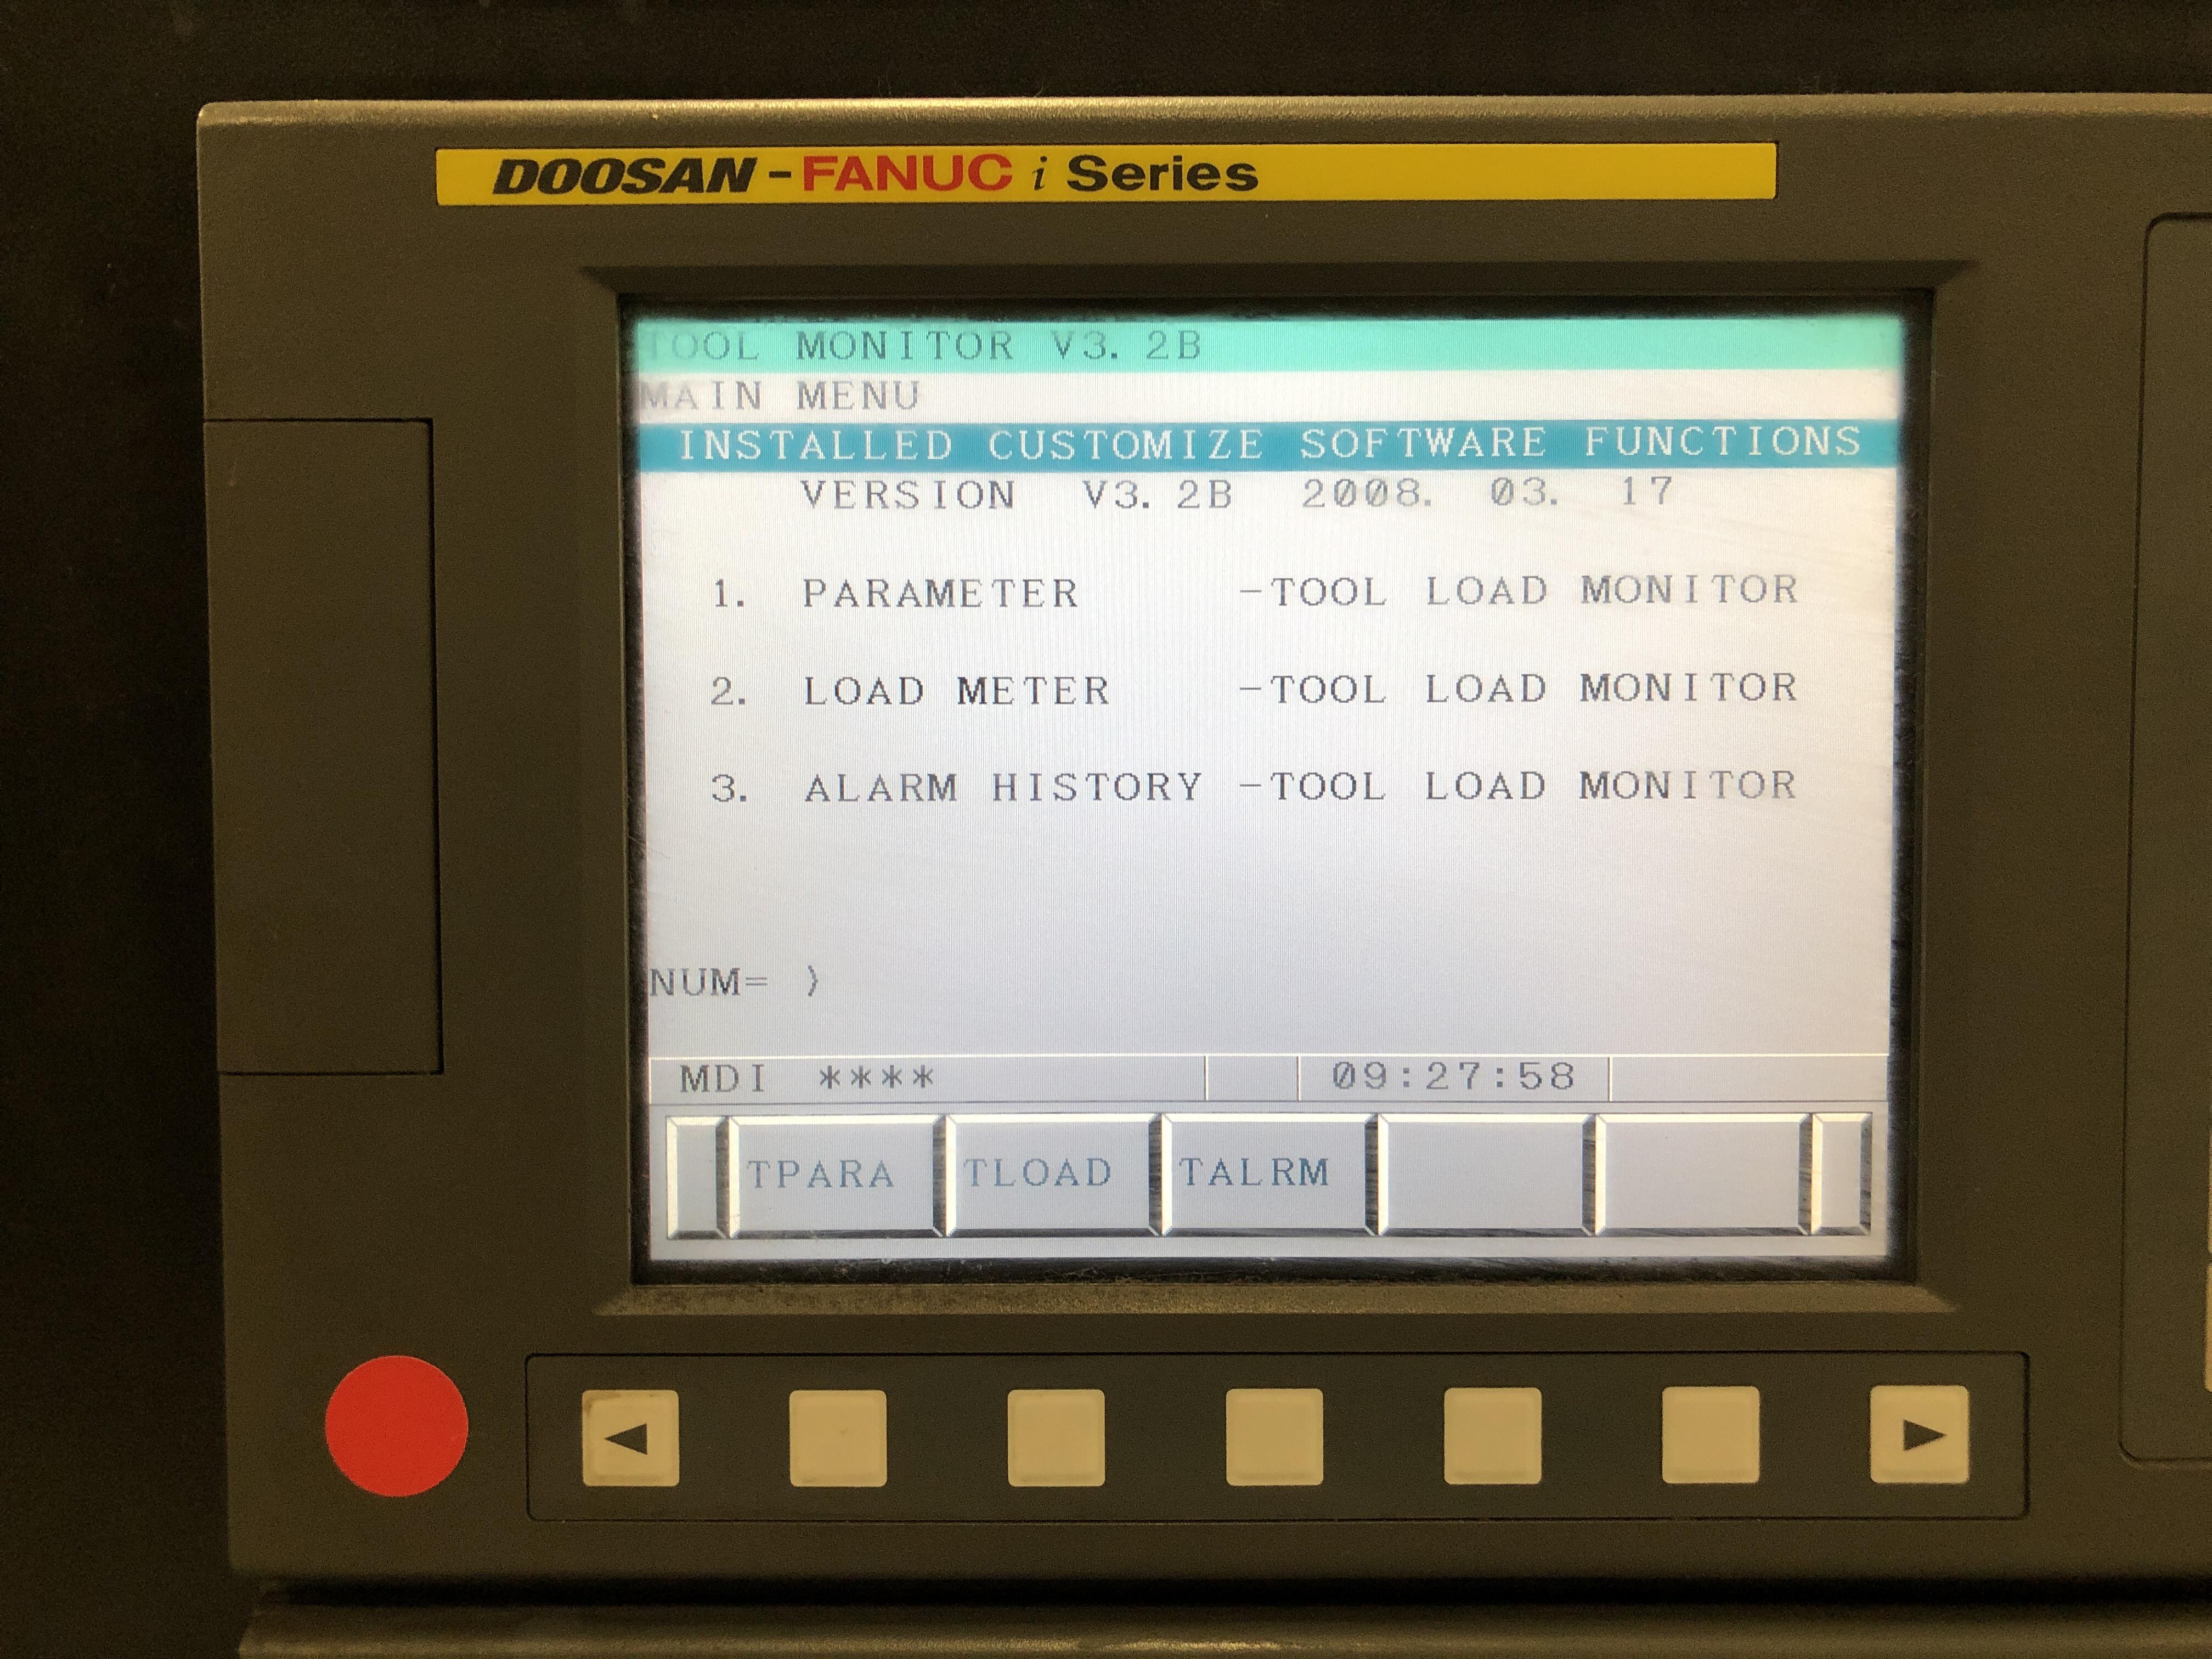 DOOSAN-FANUC i Series
TOOL MONITOR V3.2B
MAIN MENU
INSTALLED CUSTOMIZE SOFTWARE FUNCTIONS
VERSION V3.2B 2008. 03. 17
1. PARAMETER -TOOL LOAD MONITOR
2. LOAD METER -TOOL LOAD MONITOR
3. ALARM HISTORY -TOOL LOAD MONITOR
NUM= )
MDI ****  09:27:58
TPARA TLOAD TALRM